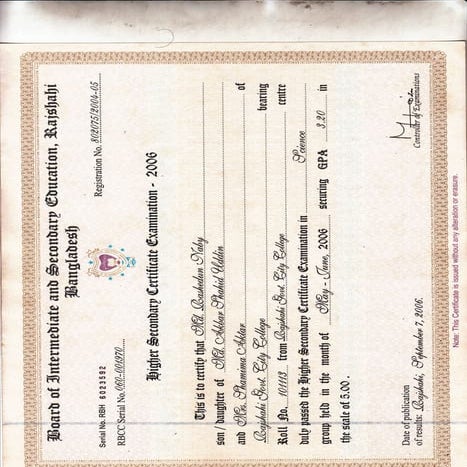 Board of Intermediate and Secondary Education, Rajshahi
Bangladesh
Serial No. RBH 6023592
Registration No. 802075/2004-05
RBCC Serial No. 060-001970
Higher Secondary Certificate Examination - 2006
This is to certify that Md. Rashedun Naby
son / daughter of Md. Akbar Shahid Uddin of
and Mrs. Shamima Akbar bearing
Rajshahi Govt. City College centre
Roll No. 101113 from Rajshahi Govt. City College
duly passed the Higher Secondary Certificate Examination in Science
group held in the month of May - June, 2006 securing GPA 3.20 in
the scale of 5.00.
Date of publication
of results: Rajshahi, September 7, 2006.
Controller of Examinations
Note: This Certificate is issued without any alteration or erasure.